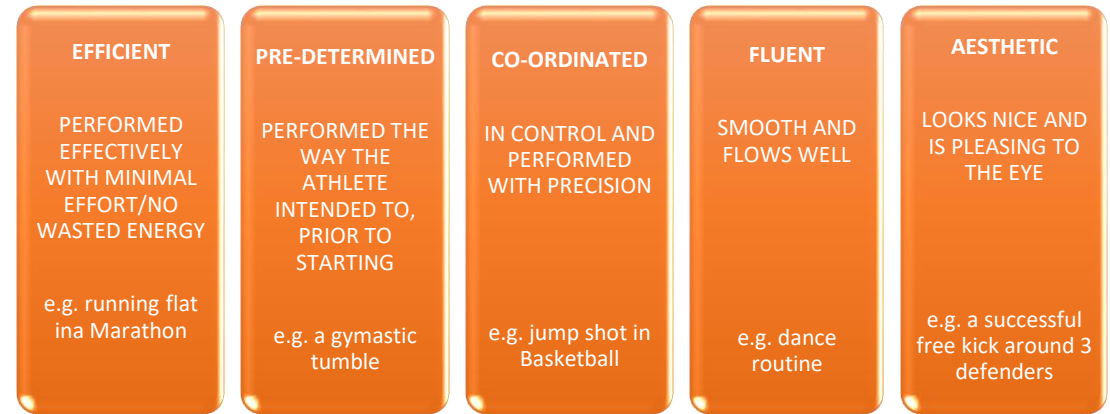 EFFICIENT
PERFORMED
EFFECTIVELY
WITH MINIMAL
EFFORT/NO
WASTED ENERGY
e.g. running flat
ina Marathon
PRE-DETERMINED
PERFORMED THE
WAY THE
ATHLETE
INTENDED TO,
PRIOR TO
STARTING
e.g. a gymastic
tumble
CO-ORDINATED
IN CONTROL AND
PERFORMED
WITH PRECISION
e.g. jump shot in
Basketball
FLUENT
SMOOTH AND
FLOWS WELL
e.g. dance
routine
AESTHETIC
LOOKS NICE AND
IS PLEASING TO
THE EYE
e.g. a successful
free kick around 3
defenders